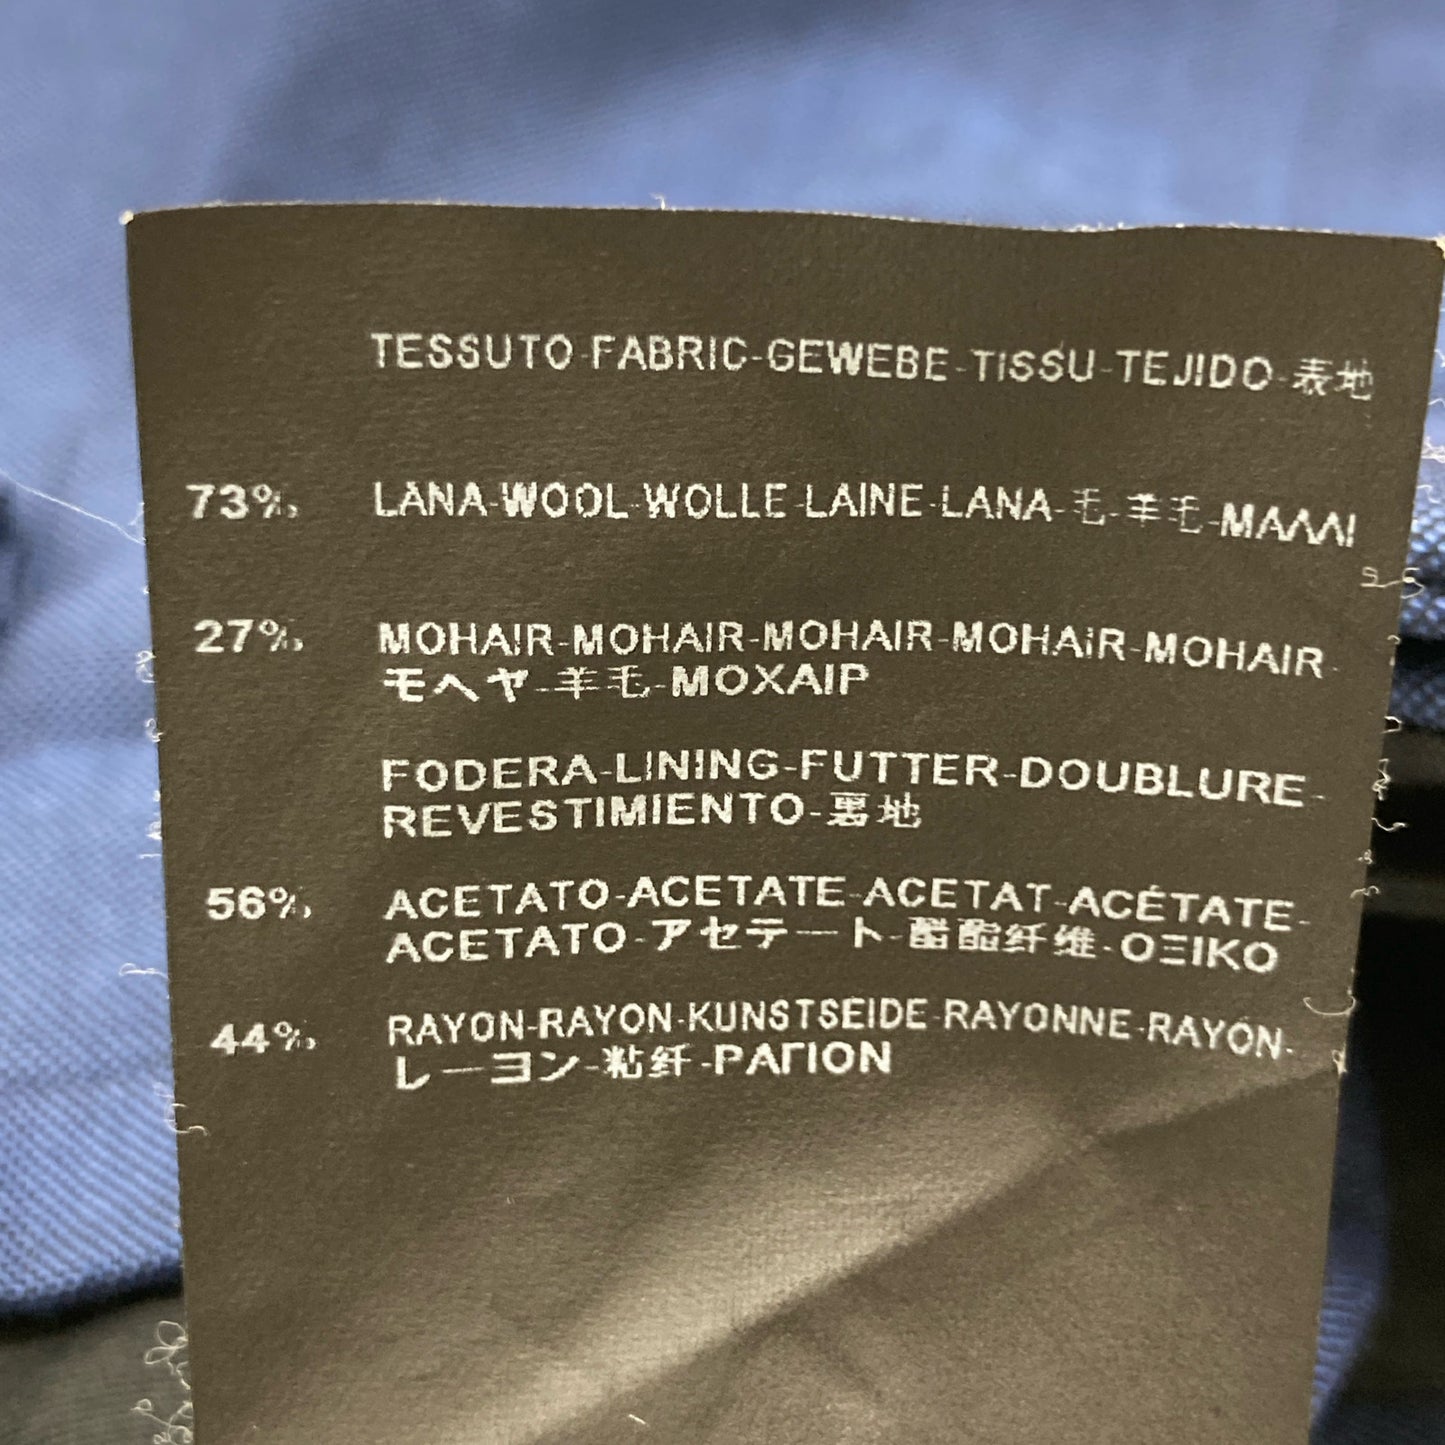 TESSUTO-FABRIC-GEWEBE-TISSU-TEJIDO-表地
73% LANA-WOOL-WOLLE-LAINE-LANA-毛-羊毛-ΜΑΛΛΙ
27% MOHAIR-MOHAIR-MOHAIR-MOHAIR-MOHAIR-
モヘヤ-羊毛-ΜΟΧΑΙΡ
FODERA-LINING-FUTTER-DOUBLURE-
REVESTIMIENTO-裏地
56% ACETATO-ACETATE-ACETAT-ACÉTATE-
ACETATO-アセテート-醋酯纤维-ΟΞΙΚΟ
44% RAYON-RAYON-KUNSTSEIDE-RAYONNE-RAYÓN-
レーヨン-粘纤-ΡΑΓΙΟΝ